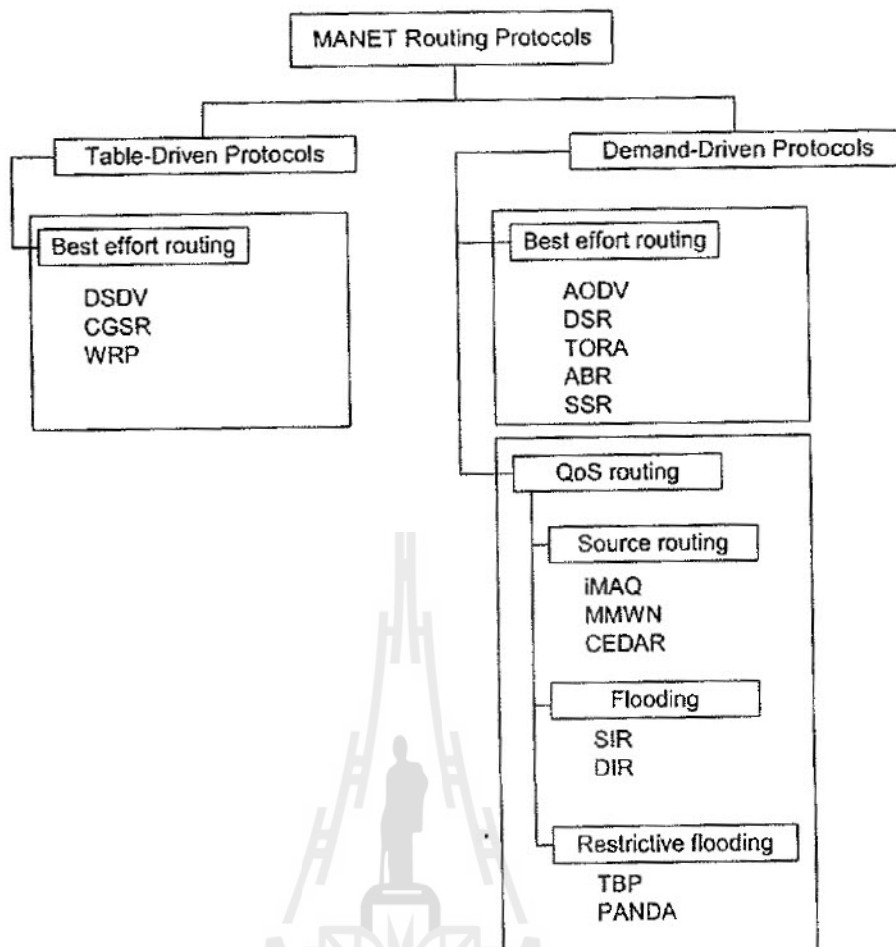 MANET Routing Protocols
Table-Driven Protocols
Best effort routing
DSDV
CGSR
WRP
Demand-Driven Protocols
Best effort routing
AODV
DSR
TORA
ABR
SSR
QoS routing
Source routing
iMAQ
MMWN
CEDAR
Flooding
SIR
DIR
Restrictive flooding
TBP
PANDA